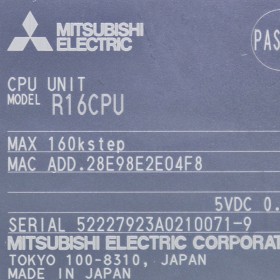 MITSUBISHI
ELECTRIC
PAS
CPU UNIT
MODEL R16CPU
MAX 160kstep
MAC ADD.28E98E2E04F8
5VDC 0.
SERIAL 52227923A0210071-9
MITSUBISHI ELECTRIC CORPORAT
TOKYO 100-8310, JAPAN
MADE IN JAPAN